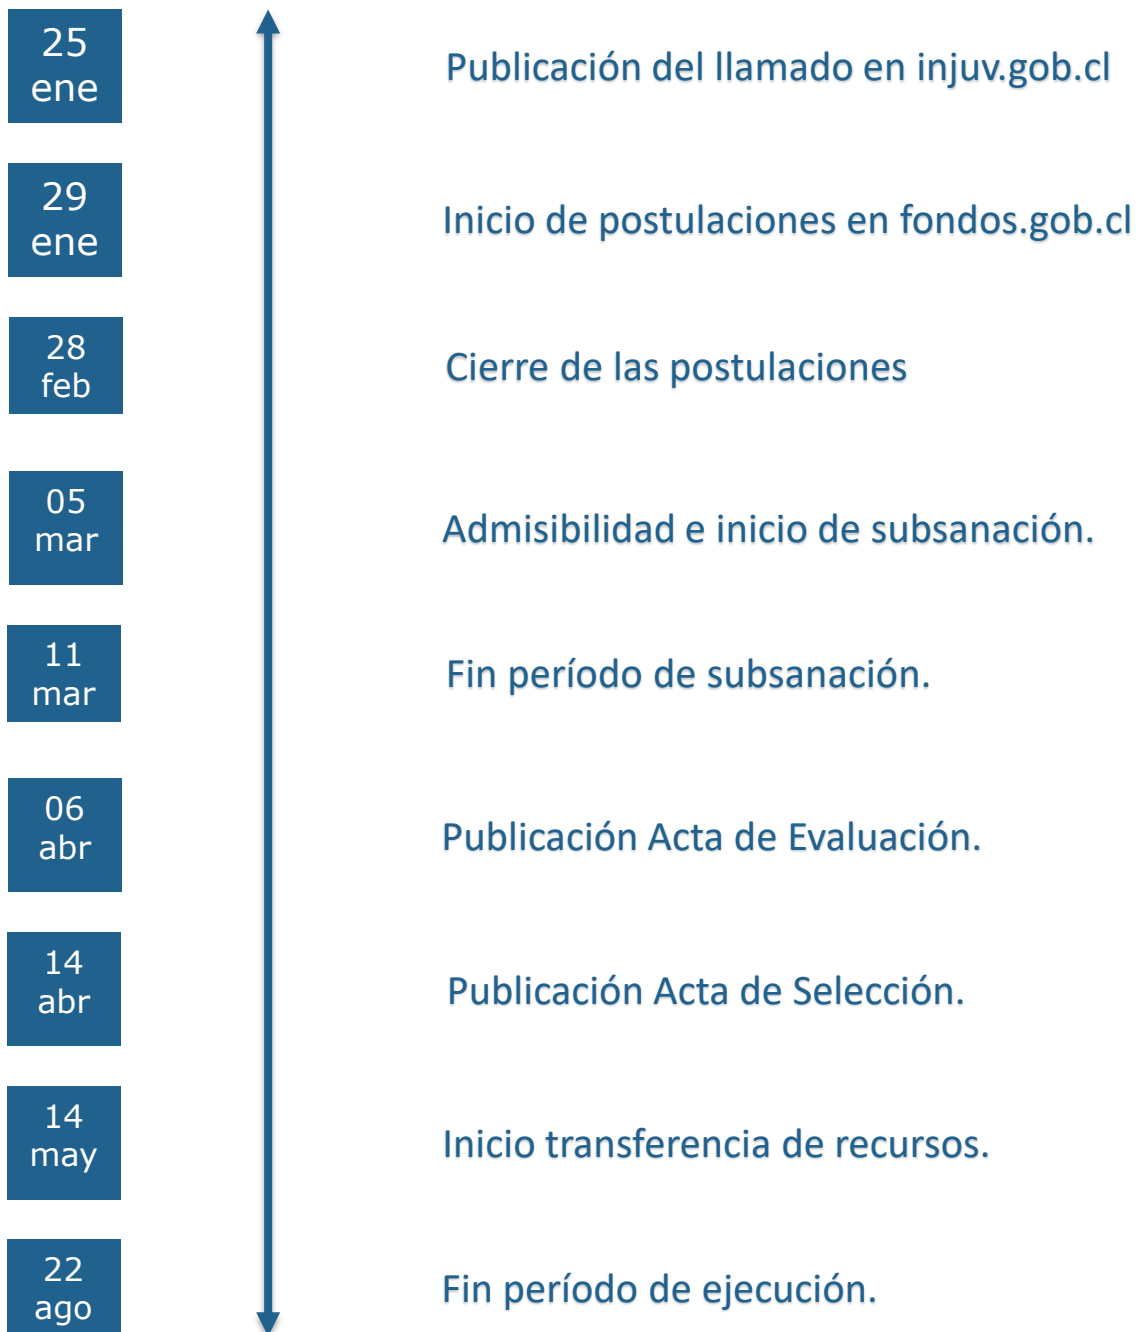 25
ene
Publicación del llamado en injuv.gob.cl
29
ene
Inicio de postulaciones en fondos.gob.cl
28
feb
Cierre de las postulaciones
05
mar
Admisibilidad e inicio de subsanación.
11
mar
Fin período de subsanación.
06
abr
Publicación Acta de Evaluación.
14
abr
Publicación Acta de Selección.
14
may
Inicio transferencia de recursos.
22
ago
Fin período de ejecución.